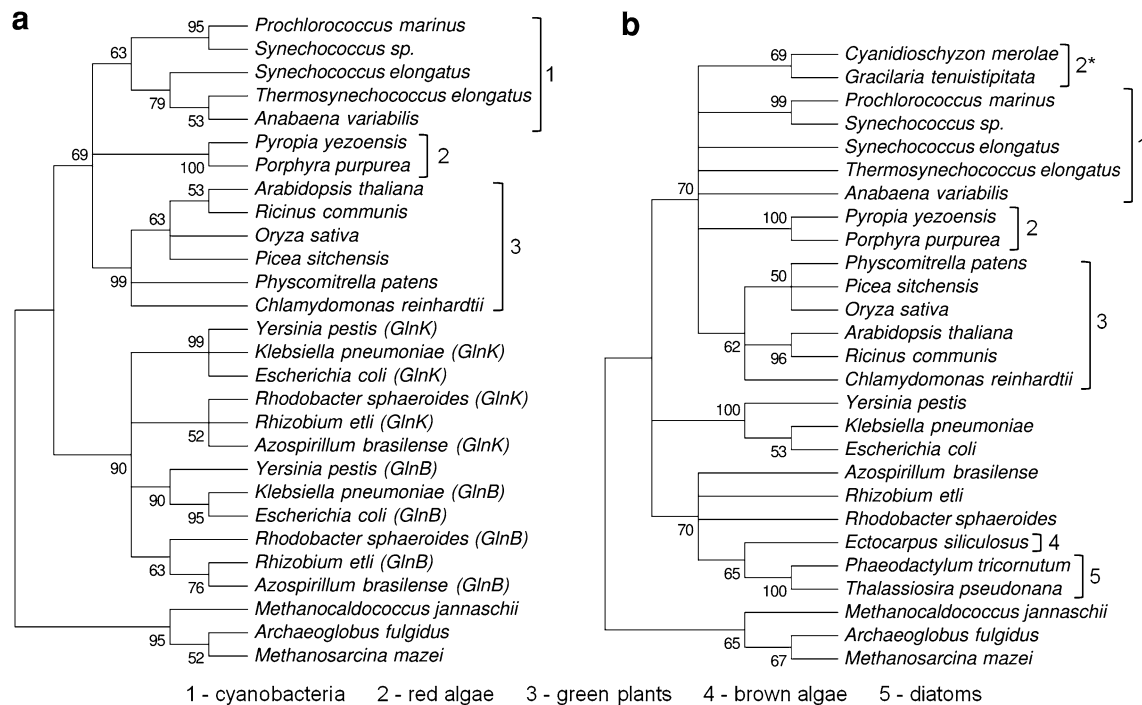 a
95
Prochlorococcus marinus
Synechococcus sp.
63
Synechococcus elongatus
79
Thermosynechococcus elongatus
53
Anabaena variabilis
1
69
Pyropia yezoensis
100
Porphyra purpurea
2
53
Arabidopsis thaliana
Ricinus communis
63
Oryza sativa
Picea sitchensis
99
Physcomitrella patens
Chlamydomonas reinhardtii
3
99
Yersinia pestis (GlnK)
Klebsiella pneumoniae (GlnK)
Escherichia coli (GlnK)
Rhodobacter sphaeroides (GlnK)
52
Rhizobium etli (GlnK)
Azospirillum brasilense (GlnK)
90
Yersinia pestis (GlnB)
90
Klebsiella pneumoniae (GlnB)
95
Escherichia coli (GlnB)
Rhodobacter sphaeroides (GlnB)
63
Rhizobium etli (GlnB)
76
Azospirillum brasilense (GlnB)
Methanocaldococcus jannaschii
95
Archaeoglobus fulgidus
52
Methanosarcina mazei
b
69
Cyanidioschyzon merolae
Gracilaria tenuistipitata
2*
99
Prochlorococcus marinus
Synechococcus sp.
Synechococcus elongatus
Thermosynechococcus elongatus
70
Anabaena variabilis
1
100
Pyropia yezoensis
Porphyra purpurea
2
Physcomitrella patens
50
Picea sitchensis
Oryza sativa
Arabidopsis thaliana
62
96
Ricinus communis
Chlamydomonas reinhardtii
3
100
Yersinia pestis
Klebsiella pneumoniae
53
Escherichia coli
Azospirillum brasilense
Rhizobium etli
70
Rhodobacter sphaeroides
Ectocarpus siliculosus
4
65
Phaeodactylum tricornutum
100
Thalassiosira pseudonana
5
Methanocaldococcus jannaschii
65
Archaeoglobus fulgidus
67
Methanosarcina mazei
1 - cyanobacteria 2 - red algae 3 - green plants 4 - brown algae 5 - diatoms